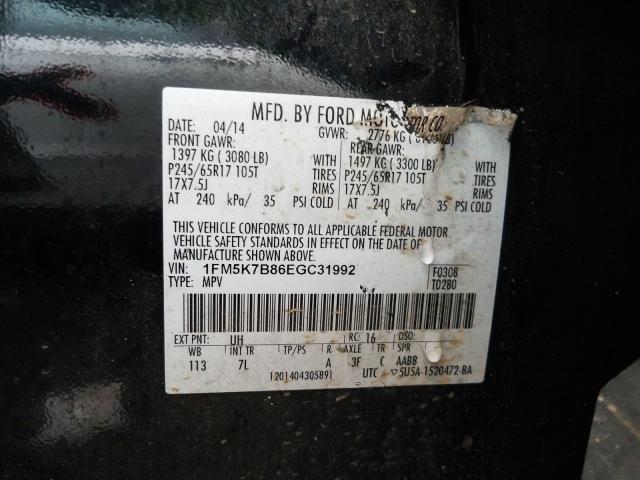 MFD. BY FORD MOTOR CO.
DATE: 04/14 GVWR: 2776 KG
FRONT GAWR: REAR GAWR:
1397 KG (3080 LB) WITH 1497 KG (3300 LB) WITH
P245/65R17 105T TIRES P245/65R17 105T TIRES
17X7.5J RIMS 17X7.5J RIMS
AT 240 kPa/ 35 PSI COLD AT 240 kPa/ 35 PSI COLD
THIS VEHICLE CONFORMS TO ALL APPLICABLE FEDERAL MOTOR
VEHICLE SAFETY STANDARDS IN EFFECT ON THE DATE OF
MANUFACTURE SHOWN ABOVE.
VIN: 1FM5K7B86EGC31992 F0308
TYPE: MPV T0280
EXT PNT: UH RC: 16 DSO:
WB INT TR TP/PS R AXLE TR SPR
113 7L A 3F C AABB
I201404305891 UTC ▽5U5A-1520472-BA